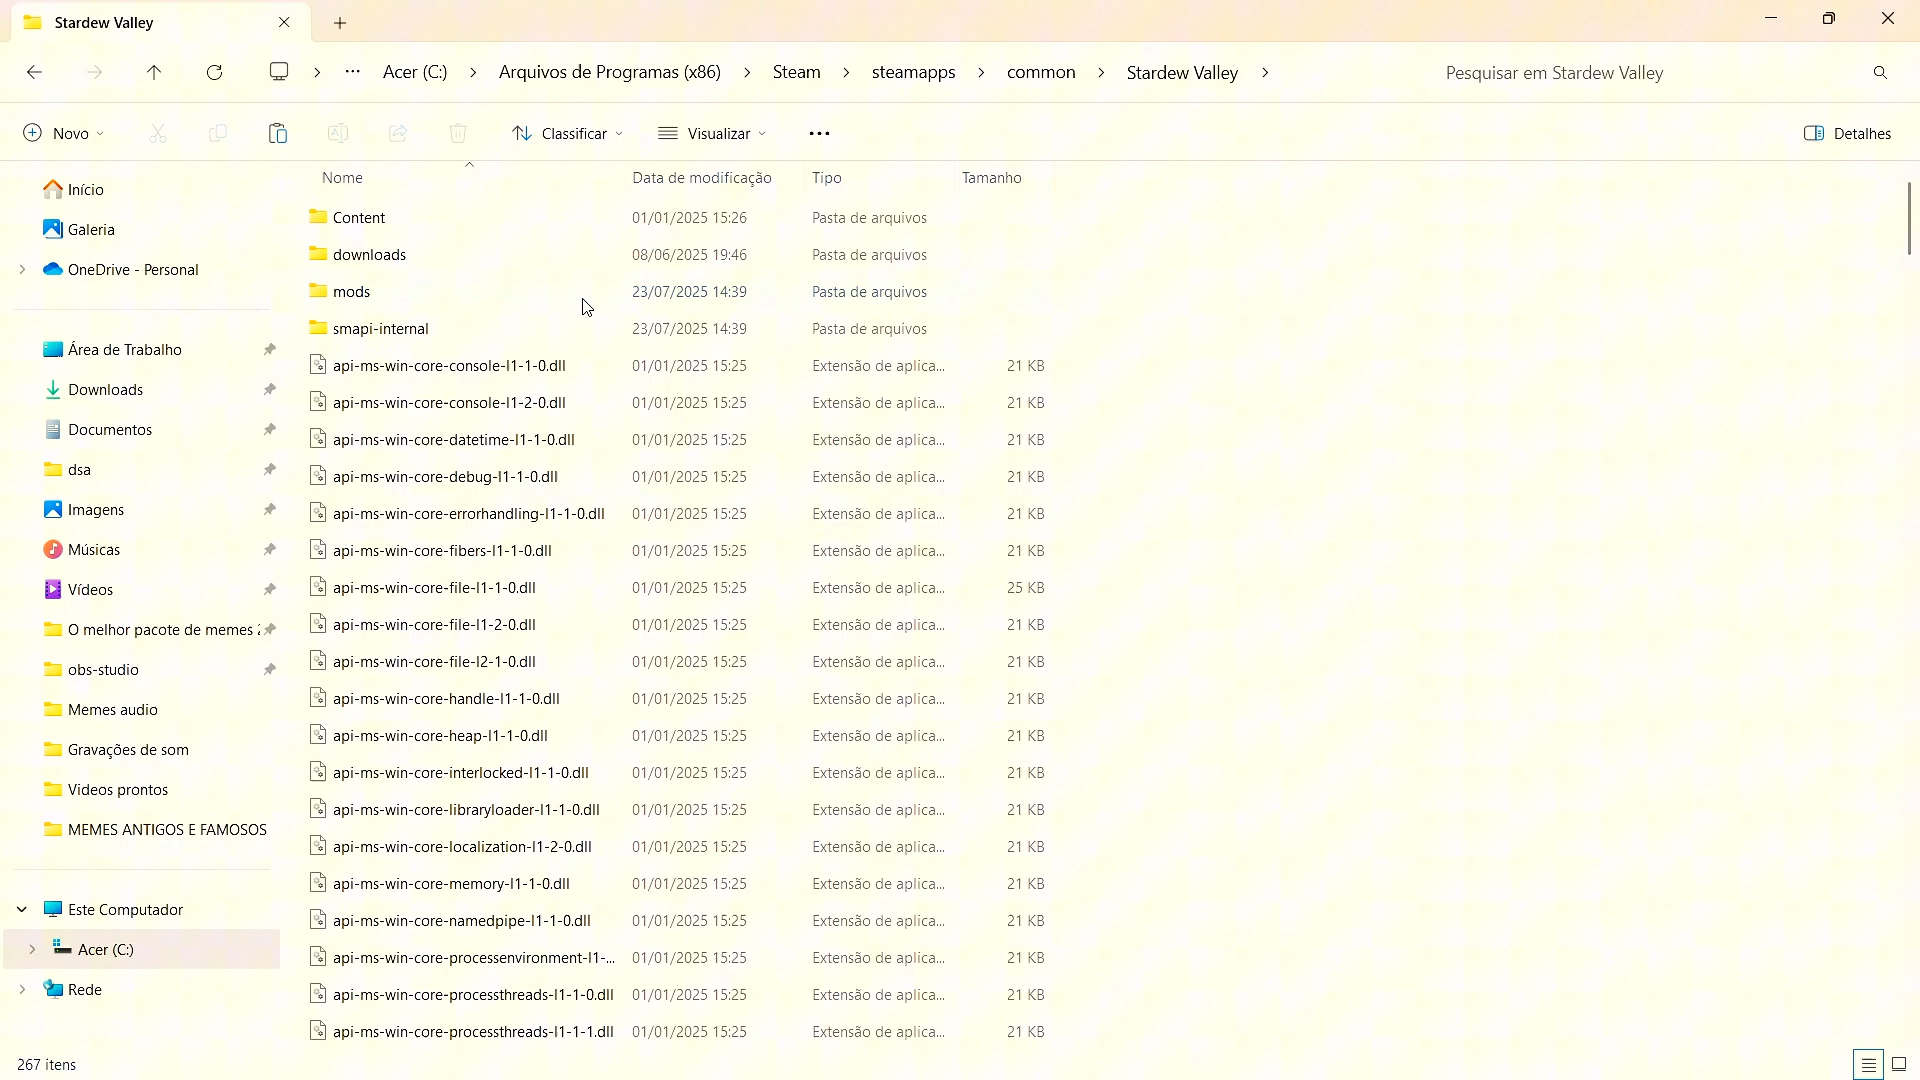 Stardew Valley
Acer (C:) Arquivos de Programas (x86) Steam steamapps common Stardew Valley Pesquisar em Stardew Valley
Novo Classificar Visualizar Detalhes
Nome Data de modificação Tipo Tamanho
Início
Galeria
OneDrive - Personal
Área de Trabalho
Downloads
Documentos
dsa
Imagens
Músicas
Vídeos
O melhor pacote de memes
obs-studio
Memes audio
Gravações de som
Videos prontos
MEMES ANTIGOS E FAMOSOS
Este Computador
Acer (C:)
Rede
Content 01/01/2025 15:26 Pasta de arquivos
downloads 08/06/2025 19:46 Pasta de arquivos
mods 23/07/2025 14:39 Pasta de arquivos
smapi-internal 23/07/2025 14:39 Pasta de arquivos
api-ms-win-core-console-l1-1-0.dll 01/01/2025 15:25 Extensão de aplica... 21 KB
api-ms-win-core-console-l1-2-0.dll 01/01/2025 15:25 Extensão de aplica... 21 KB
api-ms-win-core-datetime-l1-1-0.dll 01/01/2025 15:25 Extensão de aplica... 21 KB
api-ms-win-core-debug-l1-1-0.dll 01/01/2025 15:25 Extensão de aplica... 21 KB
api-ms-win-core-errorhandling-l1-1-0.dll 01/01/2025 15:25 Extensão de aplica... 21 KB
api-ms-win-core-fibers-l1-1-0.dll 01/01/2025 15:25 Extensão de aplica... 21 KB
api-ms-win-core-file-l1-1-0.dll 01/01/2025 15:25 Extensão de aplica... 25 KB
api-ms-win-core-file-l1-2-0.dll 01/01/2025 15:25 Extensão de aplica... 21 KB
api-ms-win-core-file-l2-1-0.dll 01/01/2025 15:25 Extensão de aplica... 21 KB
api-ms-win-core-handle-l1-1-0.dll 01/01/2025 15:25 Extensão de aplica... 21 KB
api-ms-win-core-heap-l1-1-0.dll 01/01/2025 15:25 Extensão de aplica... 21 KB
api-ms-win-core-interlocked-l1-1-0.dll 01/01/2025 15:25 Extensão de aplica... 21 KB
api-ms-win-core-libraryloader-l1-1-0.dll 01/01/2025 15:25 Extensão de aplica... 21 KB
api-ms-win-core-localization-l1-2-0.dll 01/01/2025 15:25 Extensão de aplica... 21 KB
api-ms-win-core-memory-l1-1-0.dll 01/01/2025 15:25 Extensão de aplica... 21 KB
api-ms-win-core-namedpipe-l1-1-0.dll 01/01/2025 15:25 Extensão de aplica... 21 KB
api-ms-win-core-processenvironment-l1-... 01/01/2025 15:25 Extensão de aplica... 21 KB
api-ms-win-core-processthreads-l1-1-0.dll 01/01/2025 15:25 Extensão de aplica... 21 KB
api-ms-win-core-processthreads-l1-1-1.dll 01/01/2025 15:25 Extensão de aplica... 21 KB
267 itens